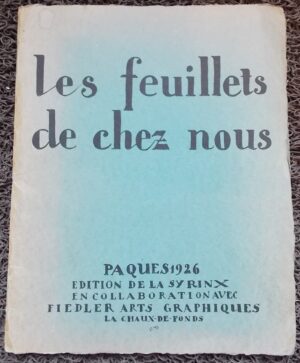 les feuillets
de chez nous
PAQUES 1926
EDITION DE LA SYRINX
EN COLLABORATION AVEC
FIEDLER ARTS GRAPHIQUES
LA CHAUX-DE-FONDS